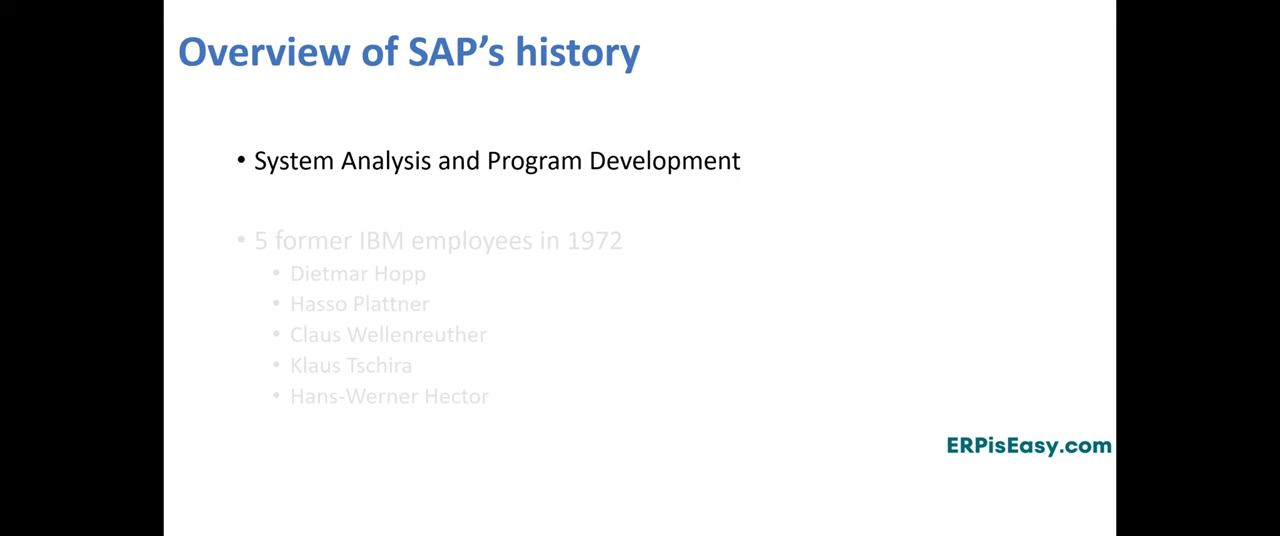 Overview of SAP's history
• System Analysis and Program Development
• 5 former IBM employees in 1972
• Dietmar Hopp
• Hasso Plattner
• Claus Wellenreuther
• Klaus Tschira
• Hans-Werner Hector
ERPisEasy.com